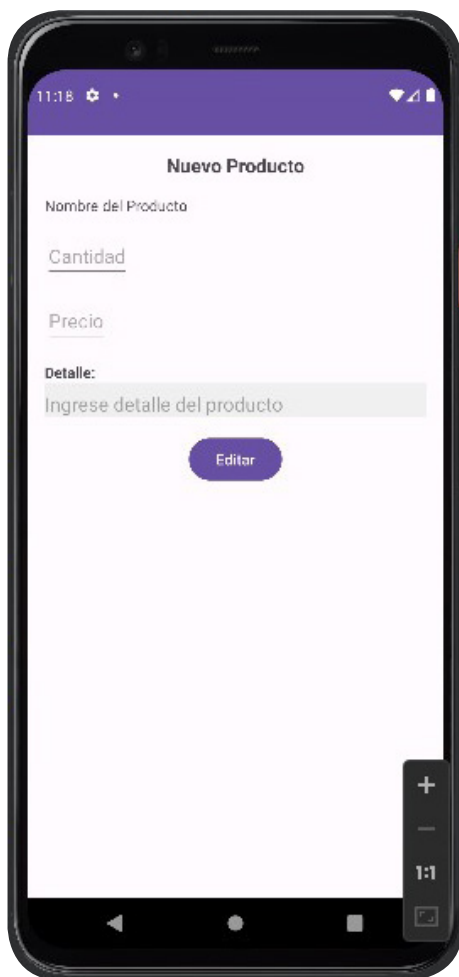 11:18
Nuevo Producto
Nombre del Producto
Cantidad
Precio
Detalle:
Ingrese detalle del producto
Editar
1:1